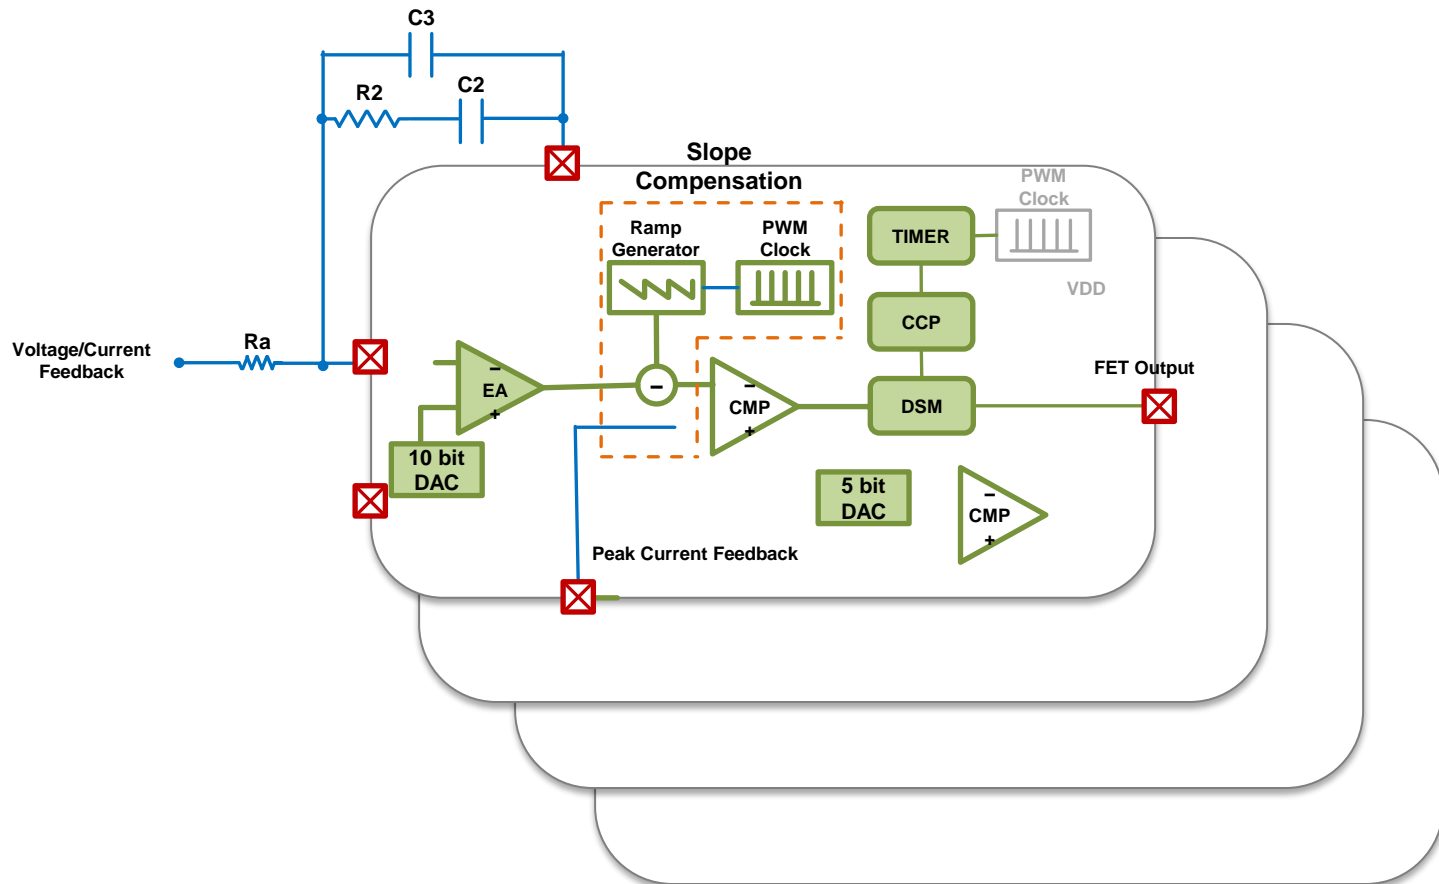 C3
R2
C2
Slope
Compensation
PWM
Clock
Ramp
Generator
PWM
Clock
TIMER
VDD
CCP
Voltage/Current
Feedback
Ra
−
EA
+
−
−
CMP
+
DSM
FET Output
10 bit
DAC
5 bit
DAC
−
CMP
+
Peak Current Feedback